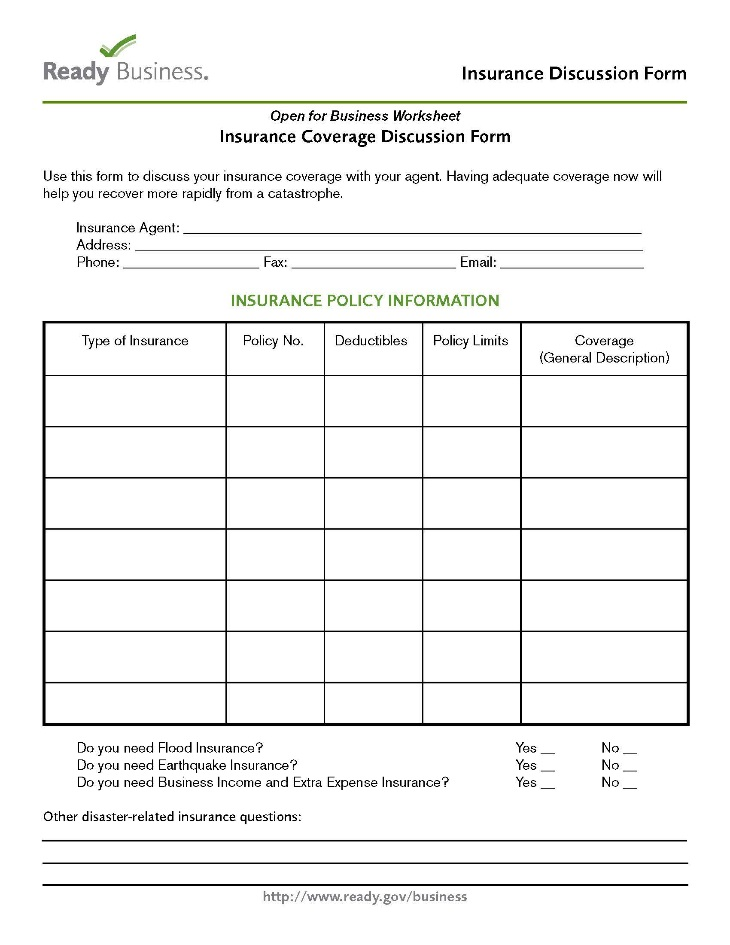 Ready Business.
Insurance Discussion Form
Open for Business Worksheet
Insurance Coverage Discussion Form
Use this form to discuss your insurance coverage with your agent. Having adequate coverage now will
help you recover more rapidly from a catastrophe.
Insurance Agent:
Address:
Phone: Fax: Email:
INSURANCE POLICY INFORMATION
Type of Insurance Policy No. Deductibles Policy Limits Coverage
(General Description)
Do you need Flood Insurance? Yes __ No __
Do you need Earthquake Insurance? Yes __ No __
Do you need Business Income and Extra Expense Insurance? Yes __ No __
Other disaster-related insurance questions:
http://www.ready.gov/business